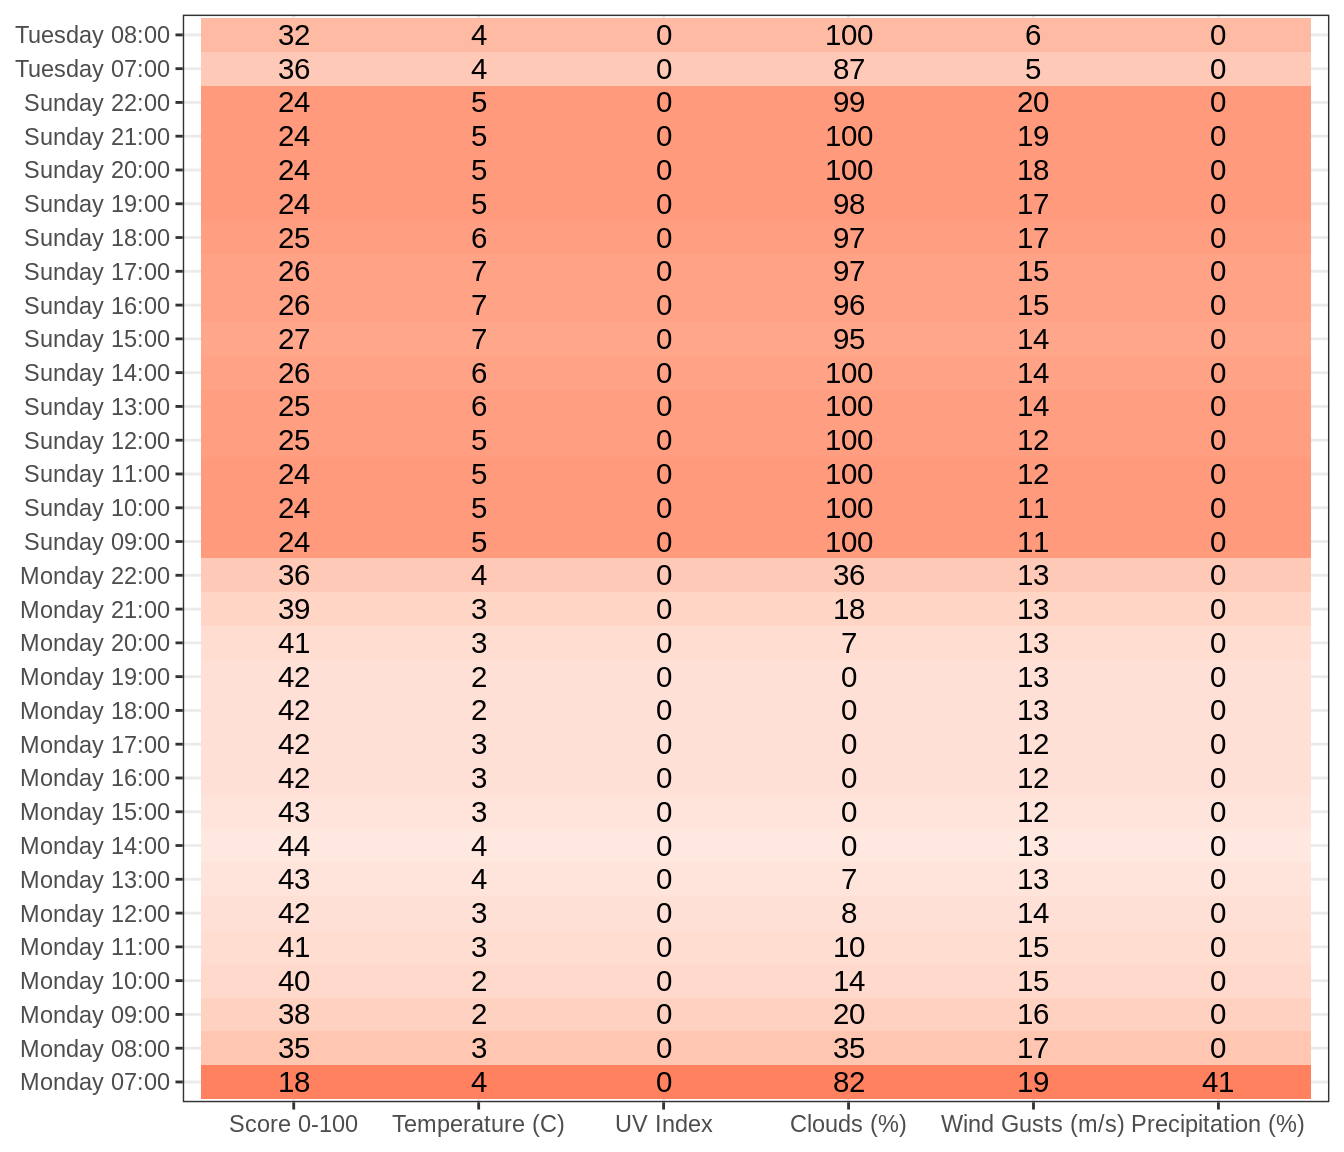 Tuesday 08:00 32 4 0 100 6 0
Tuesday 07:00 36 4 0 87 5 0
Sunday 22:00 24 5 0 99 20 0
Sunday 21:00 24 5 0 100 19 0
Sunday 20:00 24 5 0 100 18 0
Sunday 19:00 24 5 0 98 17 0
Sunday 18:00 25 6 0 97 17 0
Sunday 17:00 26 7 0 97 15 0
Sunday 16:00 26 7 0 96 15 0
Sunday 15:00 27 7 0 95 14 0
Sunday 14:00 26 6 0 100 14 0
Sunday 13:00 25 6 0 100 14 0
Sunday 12:00 25 5 0 100 12 0
Sunday 11:00 24 5 0 100 12 0
Sunday 10:00 24 5 0 100 11 0
Sunday 09:00 24 5 0 100 11 0
Monday 22:00 36 4 0 36 13 0
Monday 21:00 39 3 0 18 13 0
Monday 20:00 41 3 0 7 13 0
Monday 19:00 42 2 0 0 13 0
Monday 18:00 42 2 0 0 13 0
Monday 17:00 42 3 0 0 12 0
Monday 16:00 42 3 0 0 12 0
Monday 15:00 43 3 0 0 12 0
Monday 14:00 44 4 0 0 13 0
Monday 13:00 43 4 0 7 13 0
Monday 12:00 42 3 0 8 14 0
Monday 11:00 41 3 0 10 15 0
Monday 10:00 40 2 0 14 15 0
Monday 09:00 38 2 0 20 16 0
Monday 08:00 35 3 0 35 17 0
Monday 07:00 18 4 0 82 19 41
Score 0-100 Temperature (C) UV Index Clouds (%) Wind Gusts (m/s) Precipitation (%)